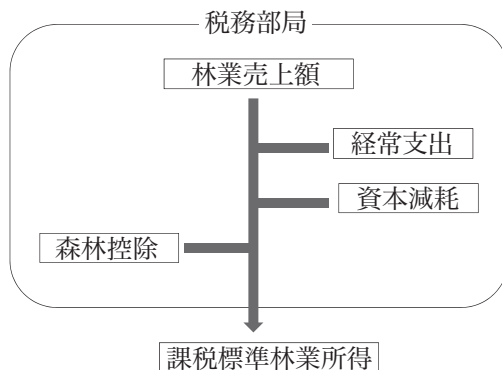 税務部局
林業売上額
経常支出
資本減耗
森林控除
課税標準林業所得